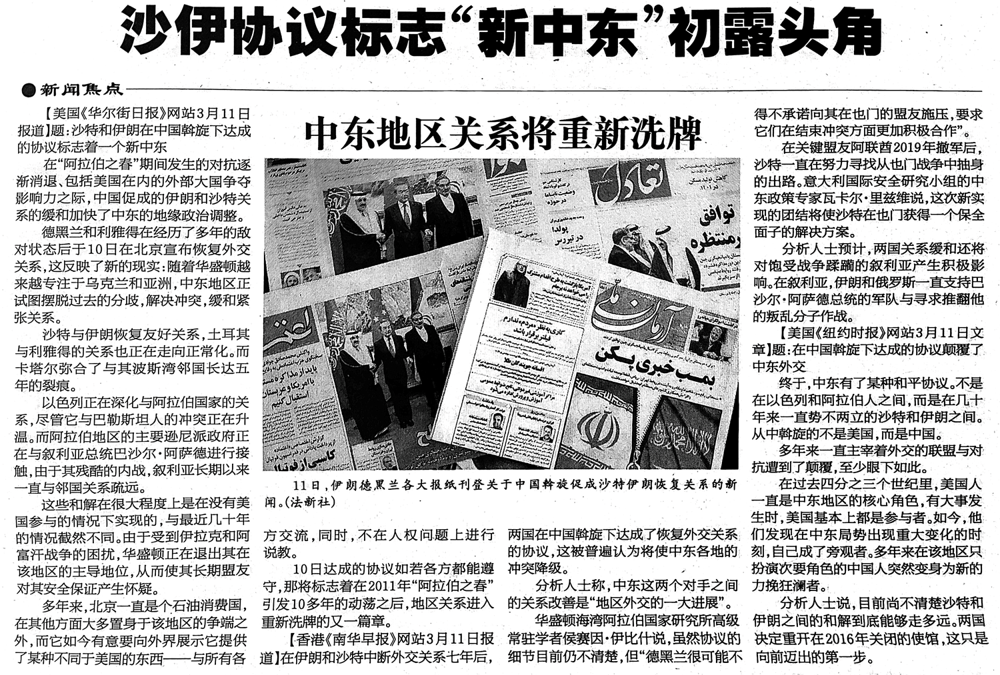 沙伊协议标志“新中东”初露头角
●新闻焦点
【美国《华尔街日报》网站3月11日
报道】题:沙特和伊朗在中国斡旋下达成
的协议标志着一个新中东
在“阿拉伯之春”期间发生的对抗逐
渐消退、包括美国在内的外部大国争夺
影响力之际,中国促成的伊朗和沙特关
系的缓和加快了中东的地缘政治调整。
德黑兰和利雅得在经历了多年的敌
对状态后于10日在北京宣布恢复外交
关系,这反映了新的现实:随着华盛顿越
来越专注于乌克兰和亚洲,中东地区正
试图摆脱过去的分歧,解决冲突,缓和紧
张关系。
沙特与伊朗恢复友好关系,土耳其
与利雅得的关系也正在走向正常化。而
卡塔尔弥合了与其波斯湾邻国长达五
年的裂痕。
以色列正在深化与阿拉伯国家的关
系,尽管它与巴勒斯坦人的冲突正在升
温。而阿拉伯地区的主要逊尼派政府正
在与叙利亚总统巴沙尔·阿萨德进行接
触,由于其残酷的内战,叙利亚长期以来
一直与邻国关系疏远。
这些和解在很大程度上是在没有美
国参与的情况下实现的,与最近几十年
的情况截然不同。由于受到伊拉克和阿
富汗战争的困扰,华盛顿正在退出其在
该地区的主导地位,从而使其长期盟友
对其安全保证产生怀疑。
多年来,北京一直是个石油消费国,
在其他方面大多置身于该地区的争端之
外,而它如今有意要向外界展示它提供
了某种不同于美国的东西——与所有各
中东地区关系将重新洗牌
تعادل
توافق
منتظره
پولدا
در تیررس
آرمان ملی
بمب خبری پکن
باید از مذاکره
با آمریکا و عربستان
استقبال کنیم
11日,伊朗德黑兰各大报纸刊登关于中国斡旋促成沙特伊朗恢复关系的新
闻。(法新社)
方交流,同时,不在人权问题上进行
说教。
10日达成的协议如若各方都能遵
守,那将标志着在2011年“阿拉伯之春”
引发10多年的动荡之后,地区关系进入
重新洗牌的又一篇章。
【香港《南华早报》网站3月11日报
道】在伊朗和沙特中断外交关系七年后,
两国在中国斡旋下达成了恢复外交关系
的协议,这被普遍认为将使中东各地的
冲突降级。
分析人士称,中东这两个对手之间
的关系改善是“地区外交的一大进展”。
华盛顿海湾阿拉伯国家研究所高级
常驻学者侯赛因·伊比什说,虽然协议的
细节目前仍不清楚,但“德黑兰很可能不
得不承诺向其在也门的盟友施压,要求
它们在结束冲突方面更加积极合作”。
在关键盟友阿联酋2019年撤军后,
沙特一直在努力寻找从也门战争中抽身
的出路。意大利国际安全研究小组的中
东政策专家瓦卡尔·里兹维说,这次新实
现的团结将使沙特在也门获得一个保全
面子的解决方案。
分析人士预计,两国关系缓和还将
对饱受战争蹂躏的叙利亚产生积极影
响。在叙利亚,伊朗和俄罗斯一直支持巴
沙尔·阿萨德总统的军队与寻求推翻他
的叛乱分子作战。
【美国《纽约时报》网站3月11日文
章】题:在中国斡旋下达成的协议颠覆了
中东外交
终于,中东有了某种和平协议。不是
在以色列和阿拉伯人之间,而是在几十
年来一直势不两立的沙特和伊朗之间。
从中斡旋的不是美国,而是中国。
多年来一直主宰着外交的联盟与对
抗遭到了颠覆,至少眼下如此。
在过去四分之三个世纪里,美国人
一直是中东地区的核心角色,有大事发
生时,美国基本上都是参与者。如今,他
们发现在中东局势出现重大变化的时
刻,自己成了旁观者。多年来在该地区只
扮演次要角色的中国人突然变身为新的
力挽狂澜者。
分析人士说,目前尚不清楚沙特和
伊朗之间的和解到底能够走多远。两国
决定重开在2016年关闭的使馆,这只是
向前迈出的第一步。